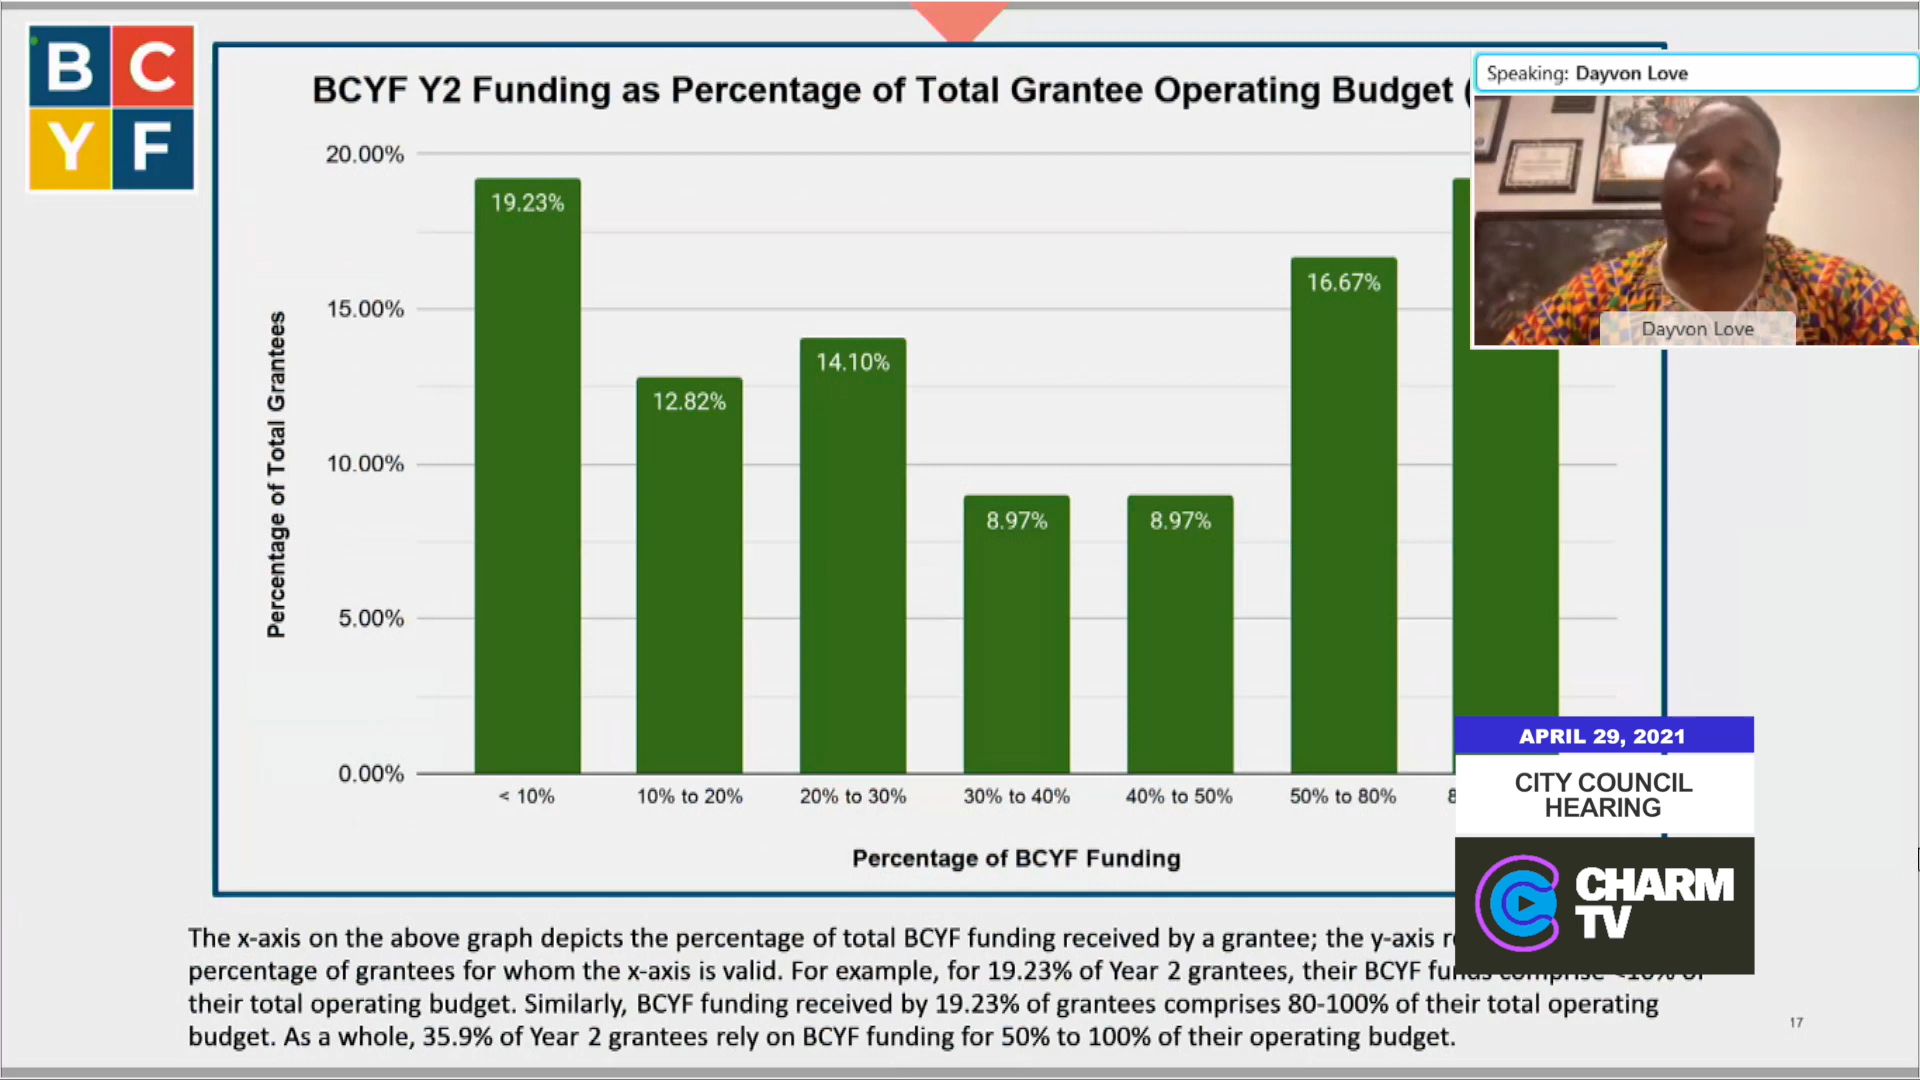 B C
Y F
BCYF Y2 Funding as Percentage of Total Grantee Operating Budget (
Speaking: Dayvon Love
Dayvon Love
Percentage of Total Grantees
20.00%
15.00%
10.00%
5.00%
0.00%
19.23%
12.82%
14.10%
8.97%
8.97%
16.67%
< 10%
10% to 20%
20% to 30%
30% to 40%
40% to 50%
50% to 80%
8
Percentage of BCYF Funding
APRIL 29, 2021
CITY COUNCIL
HEARING
CHARM
TV
The x-axis on the above graph depicts the percentage of total BCYF funding received by a grantee; the y-axis
percentage of grantees for whom the x-axis is valid. For example, for 19.23% of Year 2 grantees, their BCYF funds comprise <10% of
their total operating budget. Similarly, BCYF funding received by 19.23% of grantees comprises 80-100% of their total operating
budget. As a whole, 35.9% of Year 2 grantees rely on BCYF funding for 50% to 100% of their operating budget.
17